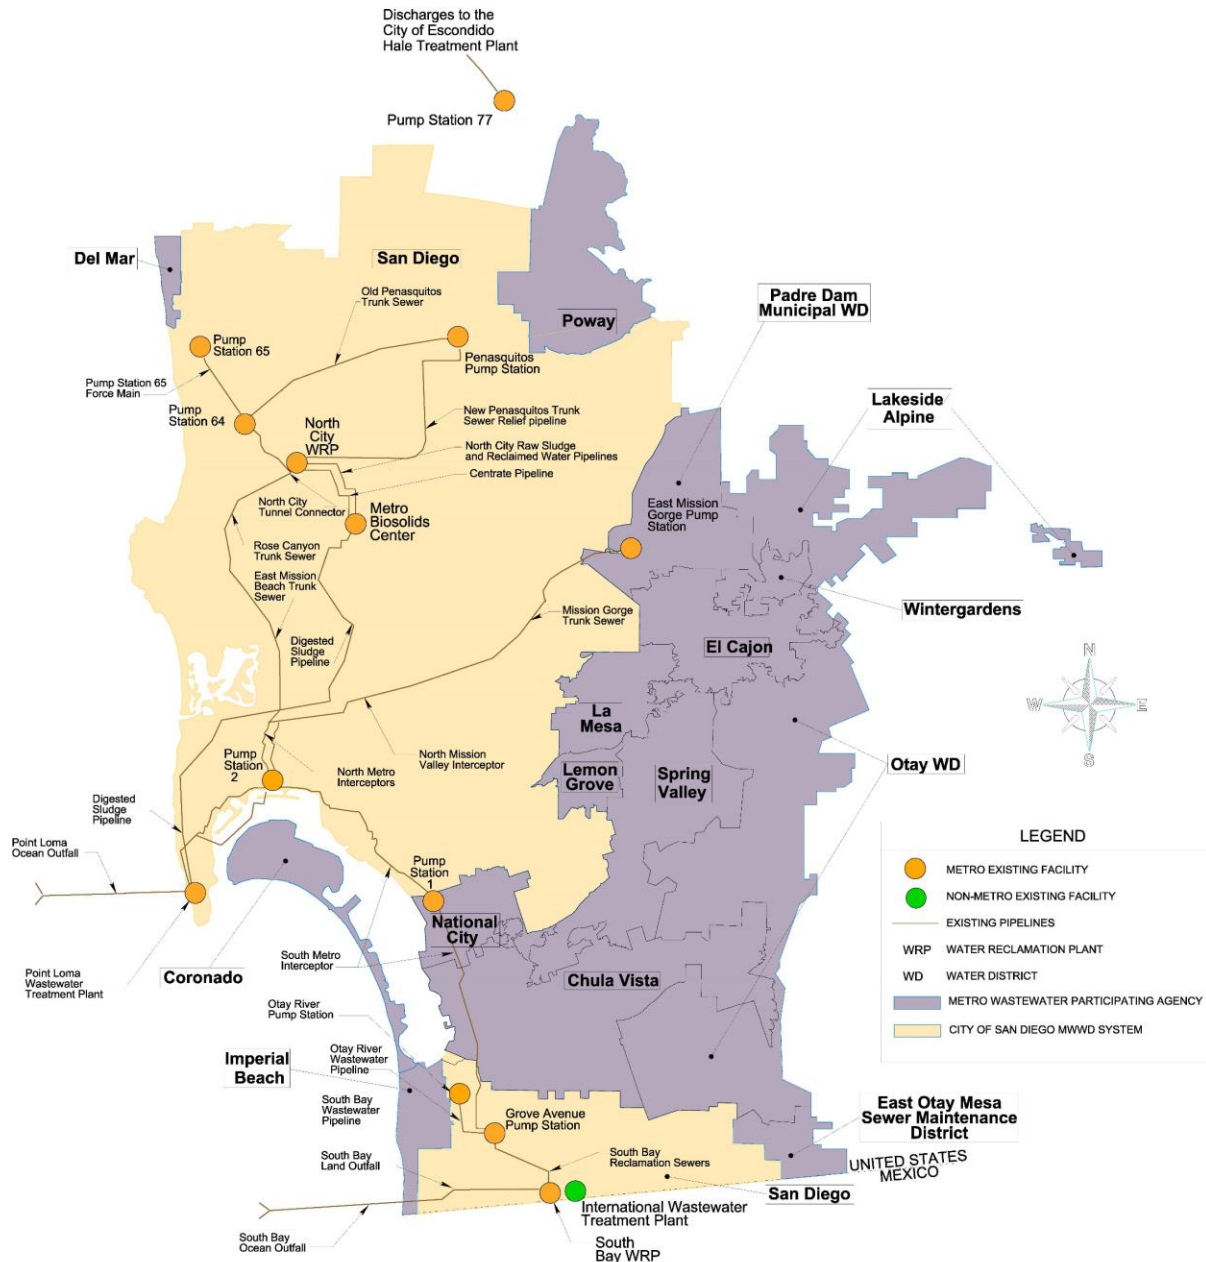 Discharges to the
City of Escondido
Hale Treatment Plant
Pump Station 77
Del Mar
San Diego
Old Penasquitos
Trunk Sewer
Poway
Padre Dam
Municipal WD
Pump
Station 65
Penasquitos
Pump Station
Pump Station 65
Force Main
Pump
Station 64
Lakeside
Alpine
North
City
WRP
New Penasquitos Trunk
Sewer Relief pipeline
North City Raw Sludge
and Reclaimed Water Pipelines
Centrate Pipeline
North City
Tunnel Connector
Metro
Biosolids
Center
East Mission
Gorge Pump
Station
Rose Canyon
Trunk Sewer
East Mission
Beach Trunk
Sewer
Mission Gorge
Trunk Sewer
Wintergardens
Digested
Sludge
Pipeline
El Cajon
N
W
E
S
La
Mesa
Pump
Station
2
North Metro
Interceptors
North Mission
Valley Interceptor
Lemon
Grove
Spring
Valley
Otay WD
Digested
Sludge
Pipeline
Point Loma
Ocean Outfall
Pump
Station
1
LEGEND
METRO EXISTING FACILITY
NON-METRO EXISTING FACILITY
EXISTING PIPELINES
WRP WATER RECLAMATION PLANT
WD WATER DISTRICT
METRO WASTEWATER PARTICIPATING AGENCY
CITY OF SAN DIEGO MWWD SYSTEM
National
City
Point Loma
Wastewater
Treatment Plant
Coronado
South Metro
Interceptor
Chula Vista
Otay River
Pump Station
Otay River
Wastewater
Pipeline
Imperial
Beach
South Bay
Wastewater
Pipeline
Grove Avenue
Pump Station
East Otay Mesa
Sewer Maintenance
District
South Bay
Land Outfall
South Bay
Reclamation Sewers
UNITED STATES
MEXICO
San Diego
International Wastewater
Treatment Plant
South Bay
Ocean Outfall
South
Bay WRP